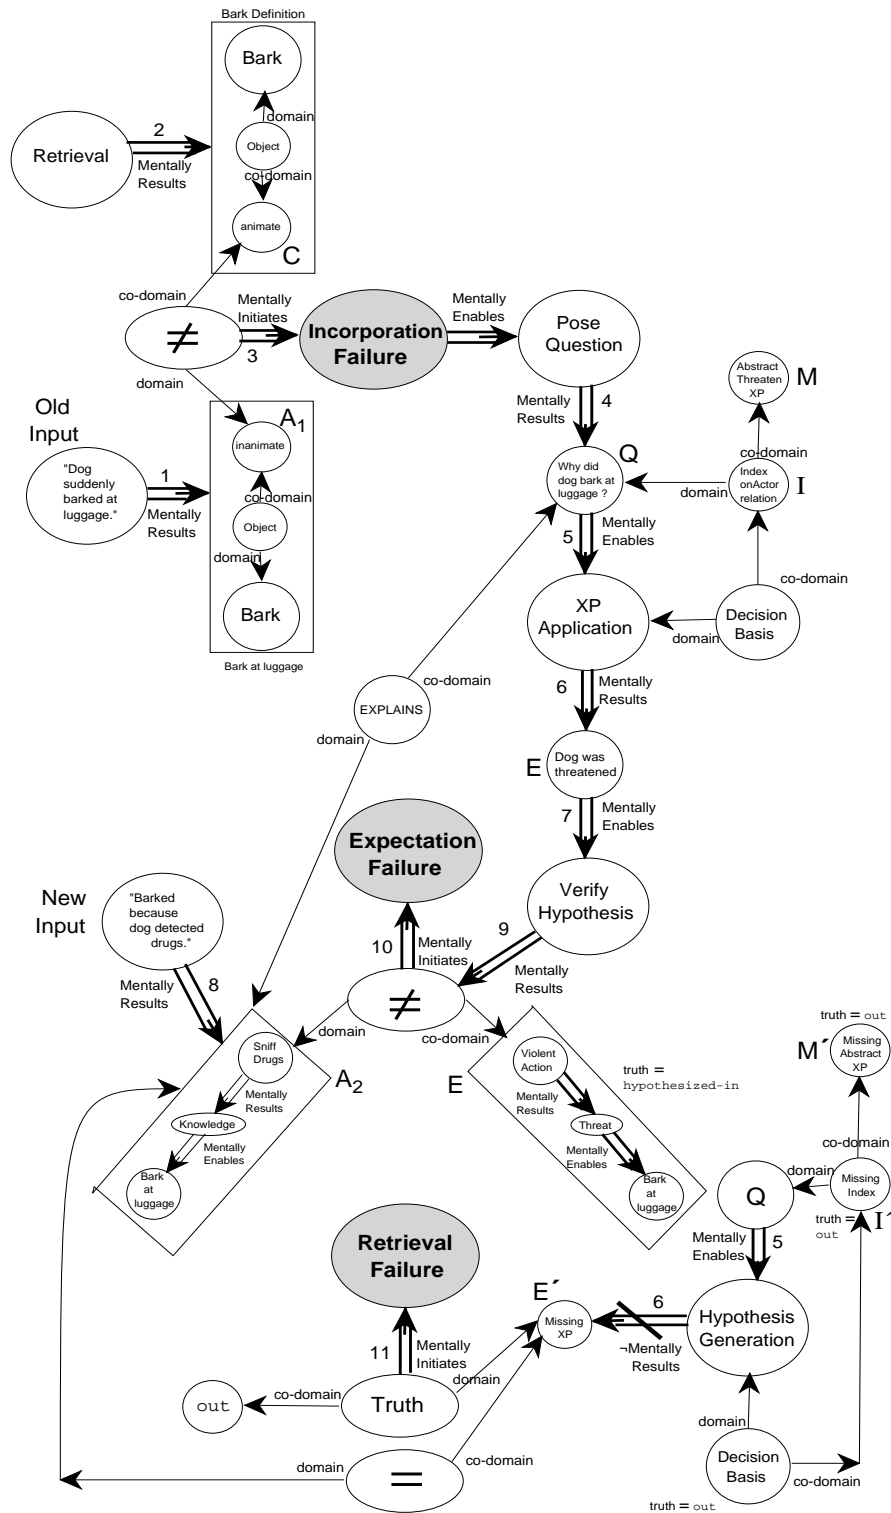 Bark Definition
Bark
domain
Object
co-domain
animate
C
2
Retrieval
Mentally
Results
co-domain
≠
domain
Mentally
Initiates
3
Incorporation
Failure
Mentally
Enables
Pose
Question
Mentally
Results
4
Abstract
Threaten
XP
M
co-domain
Index
onActor
relation
I
domain
Q
Why did
dog bark at
luggage ?
Old
Input
"Dog
suddenly
barked at
luggage."
1
Mentally
Results
A1
inanimate
co-domain
Object
domain
Bark
Bark at luggage
5
Mentally
Enables
XP
Application
co-domain
Decision
Basis
domain
6
Mentally
Results
co-domain
EXPLAINS
domain
E
Dog was
threatened
7
Mentally
Enables
Expectation
Failure
Verify
Hypothesis
New
Input
"Barked
because
dog detected
drugs."
Mentally
Results
8
10
Mentally
Initiates
9
Mentally
Results
≠
domain
co-domain
Sniff
Drugs
A2
Mentally
Results
Knowledge
Mentally
Enables
Bark
at
luggage
E
Violent
Action
Mentally
Results
Threat
Mentally
Enables
Bark
at
luggage
truth =
hypothesized-in
truth = out
M´
Missing
Abstract
XP
co-domain
domain
Missing
Index
I´
truth =
out
Q
Mentally
Enables
5
Retrieval
Failure
E´
Missing
XP
6
¬Mentally
Results
Hypothesis
Generation
11
Mentally
Initiates
domain
out
co-domain
Truth
domain
=
co-domain
domain
Decision
Basis
co-domain
truth = out